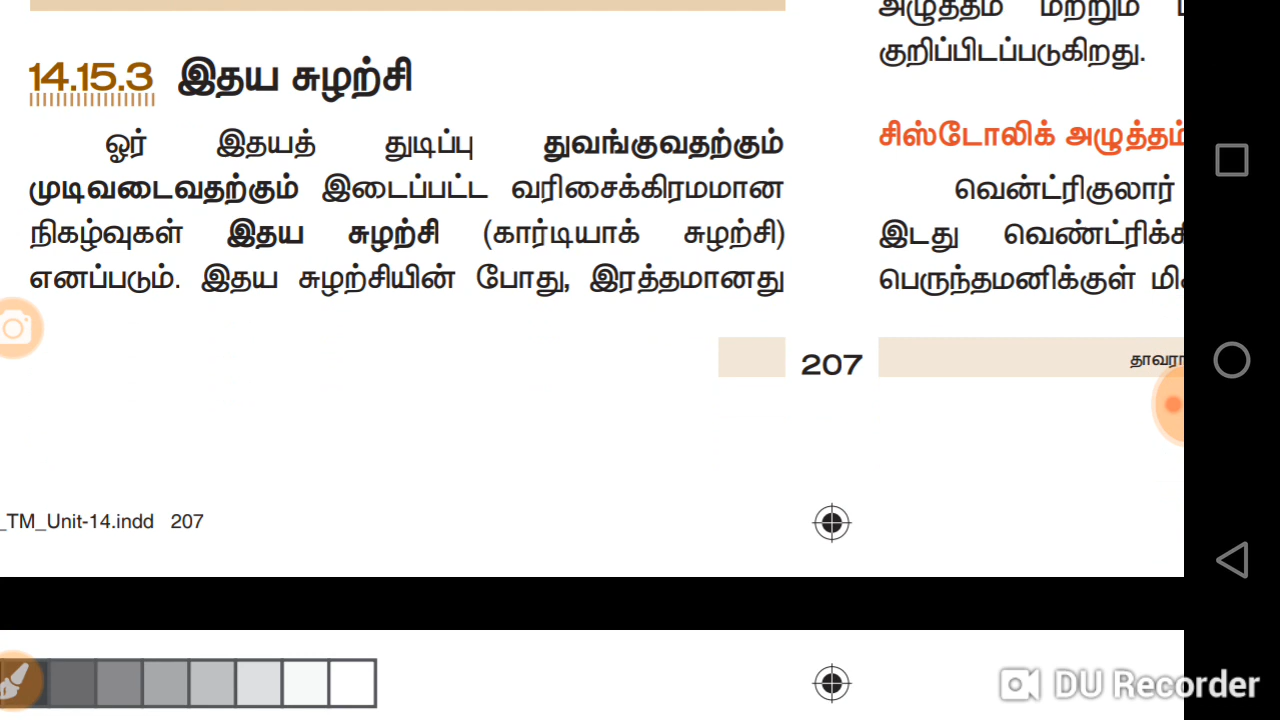 14.15.3 இதய சுழற்சி
ஓர் இதயத் துடிப்பு துவங்குவதற்கும்
முடிவடைவதற்கும் இடைப்பட்ட வரிசைக்கிரமமான
நிகழ்வுகள் இதய சுழற்சி (கார்டியாக் சுழற்சி)
எனப்படும். இதய சுழற்சியின் போது, இரத்தமானது
அழுத்தம் மற்றும்
குறிப்பிடப்படுகிறது.
சிஸ்டோலிக் அழுத்தம்
வென்ட்ரிகுலார்
இடது
பெருந்தமனிக்குள்
207
_TM_Unit-14.indd 207
DU Recorder